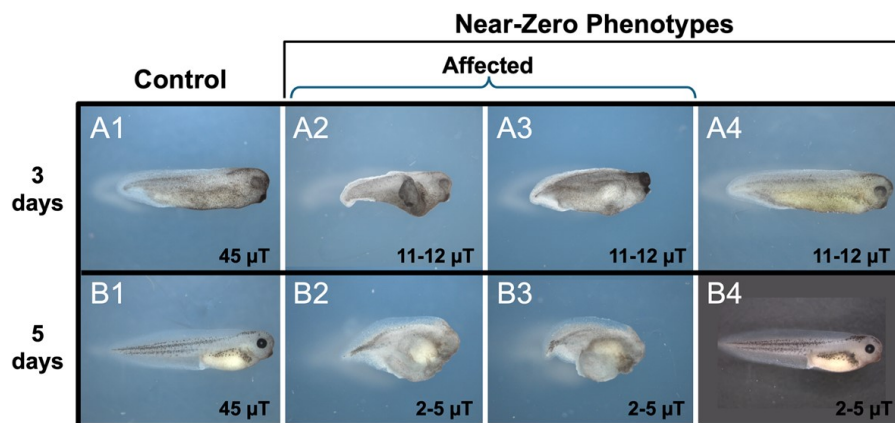 Near-Zero Phenotypes
Control
Affected
A1
A2
A3
A4
3
days
45 µT
11-12 µT
11-12 µT
11-12 µT
B1
B2
B3
B4
5
days
45 µT
2-5 µT
2-5 µT
2-5 µT